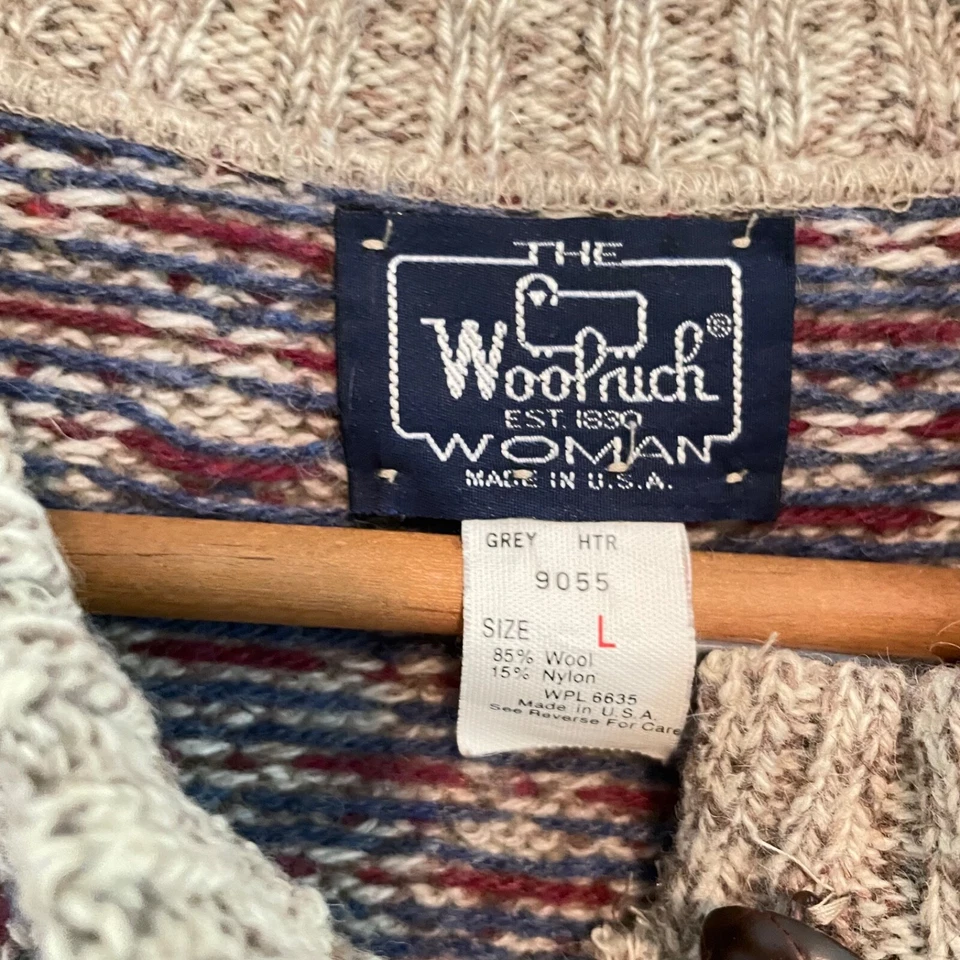 THE
Woolrich®
EST. 1830
WOMAN
MADE IN U.S.A.
GREY HTR
9055
SIZE L
85% Wool
15% Nylon
WPL 6635
Made in U.S.A.
See Reverse For Care